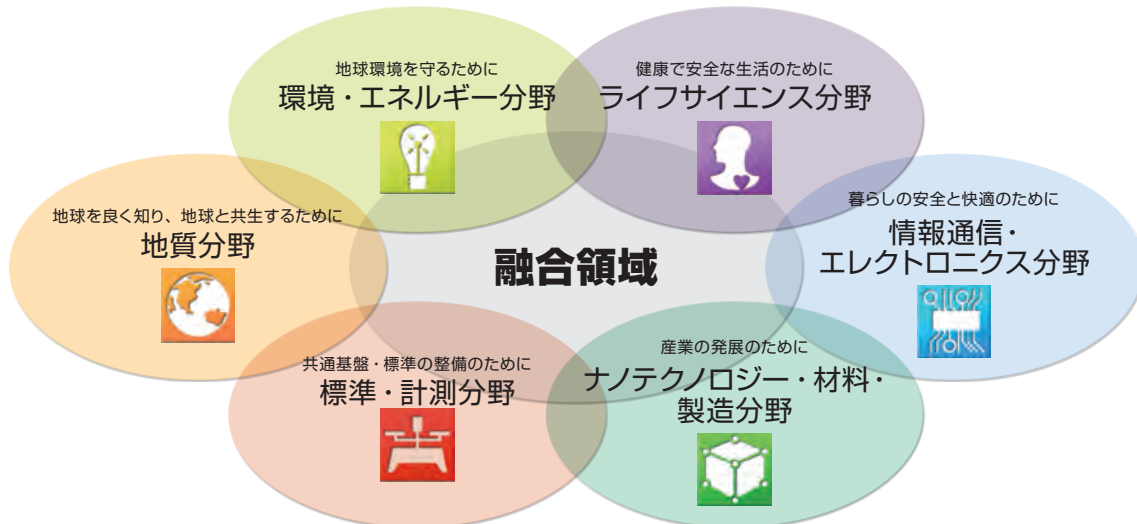 地球環境を守るために
環境・エネルギー分野
健康で安全な生活のために
ライフサイエンス分野
地球を良く知り、地球と共生するために
地質分野
暮らしの安全と快適のために
情報通信・
エレクトロニクス分野
融合領域
共通基盤・標準の整備のために
標準・計測分野
産業の発展のために
ナノテクノロジー・材料・
製造分野